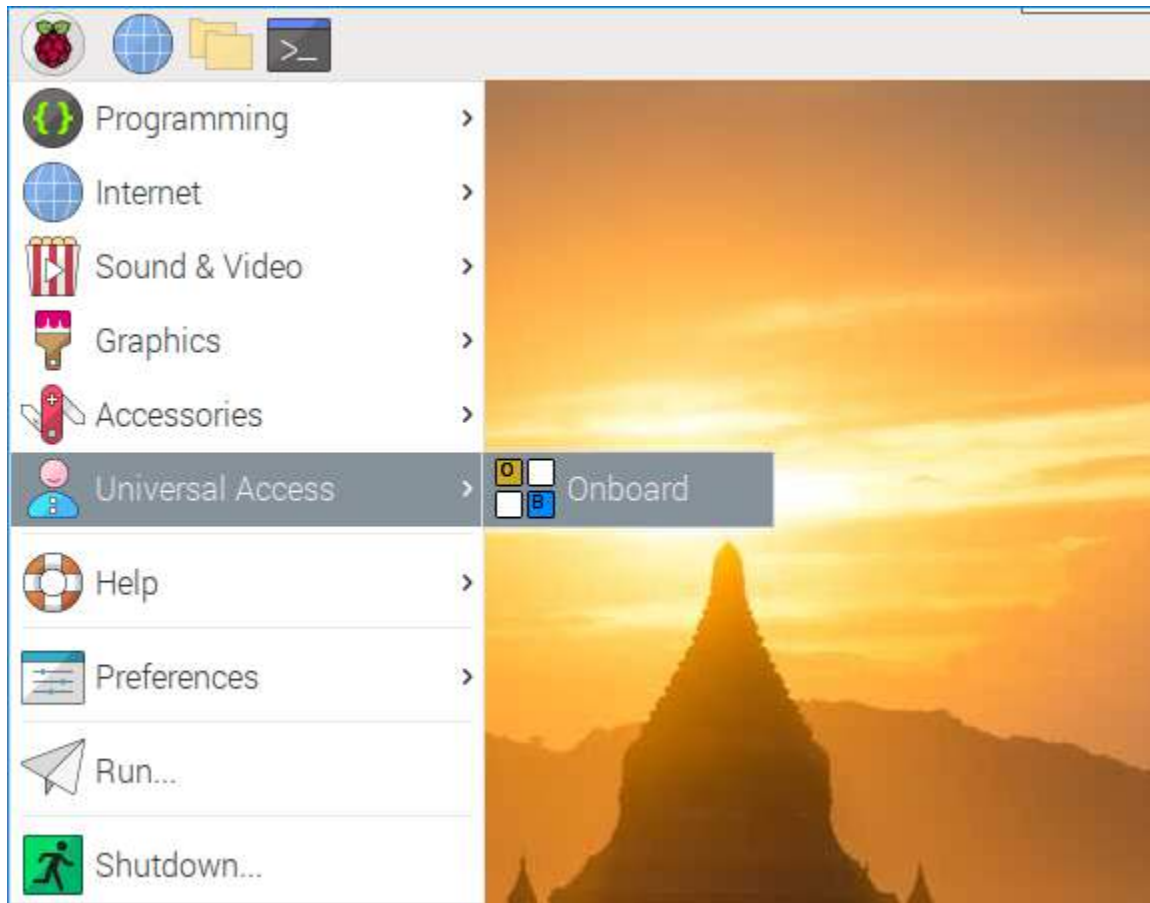 >_
Programming
Internet
Sound & Video
Graphics
Accessories
Universal Access
O
B
Onboard
Help
Preferences
Run...
Shutdown...